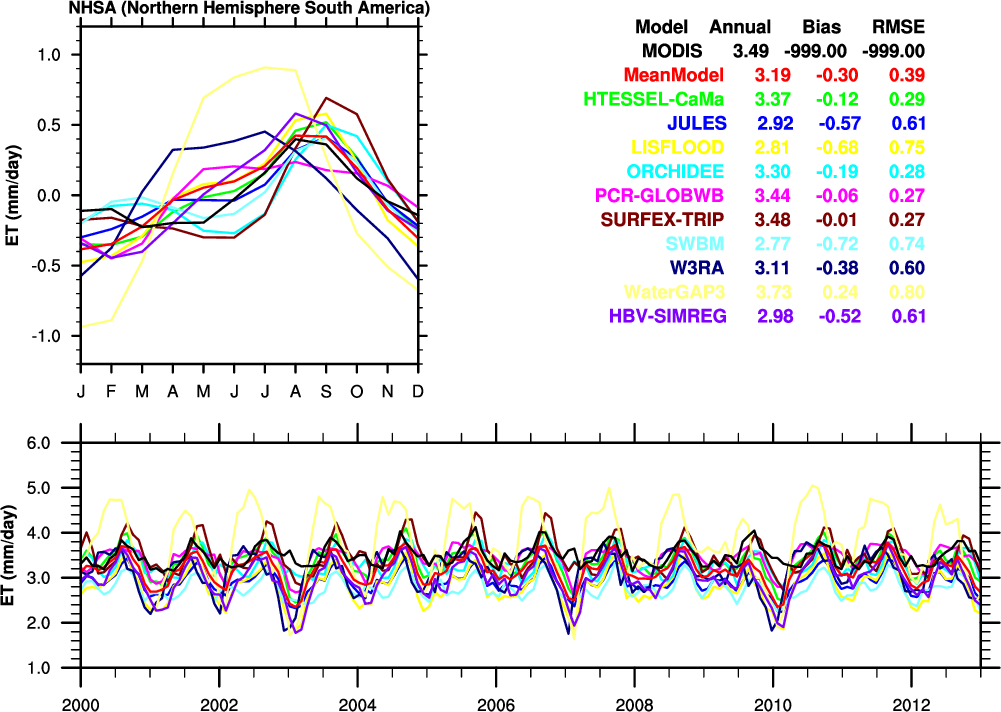 NHSA (Northern Hemisphere South America)
Model Annual Bias RMSE
MODIS 3.49 -999.00 -999.00
MeanModel 3.19 -0.30 0.39
HTESSEL-CaMa 3.37 -0.12 0.29
JULES 2.92 -0.57 0.61
LISFLOOD 2.81 -0.68 0.75
ORCHIDEE 3.30 -0.19 0.28
PCR-GLOBWB 3.44 -0.06 0.27
SURFEX-TRIP 3.48 -0.01 0.27
SWBM 2.77 -0.72 0.74
W3RA 3.11 -0.38 0.60
WaterGAP3 3.73 0.24 0.80
HBV-SIMREG 2.98 -0.52 0.61
ET (mm/day)
1.0
0.5
0.0
-0.5
-1.0
J F M A M J J A S O N D
ET (mm/day)
6.0
5.0
4.0
3.0
2.0
1.0
2000 2002 2004 2006 2008 2010 2012